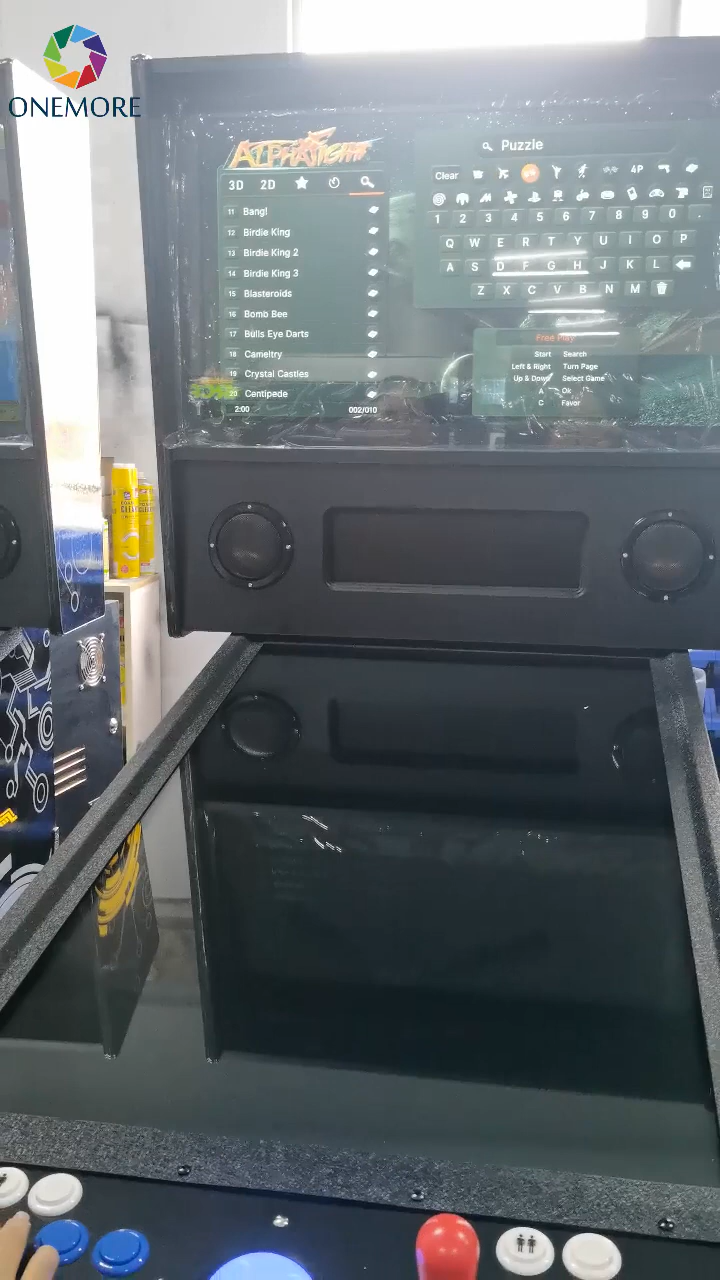 ONEMORE
ALPHAFIGHT
3D 2D
11 Bang!
12 Birdie King
13 Birdie King 2
14 Birdie King 3
15 Blasteroids
16 Bomb Bee
17 Bulls Eye Darts
18 Cameltry
19 Crystal Castles
20 Centipede
2:00 002/010
Puzzle
Clear 4P
1 2 3 4 5 6 7 8 9 0 .
Q W E R T Y U I O P
A S D F G H J K L
Z X C V B N M
Free Play
Start Search
Left & Right Turn Page
Up & Down Select Game
A Ok
C Favor